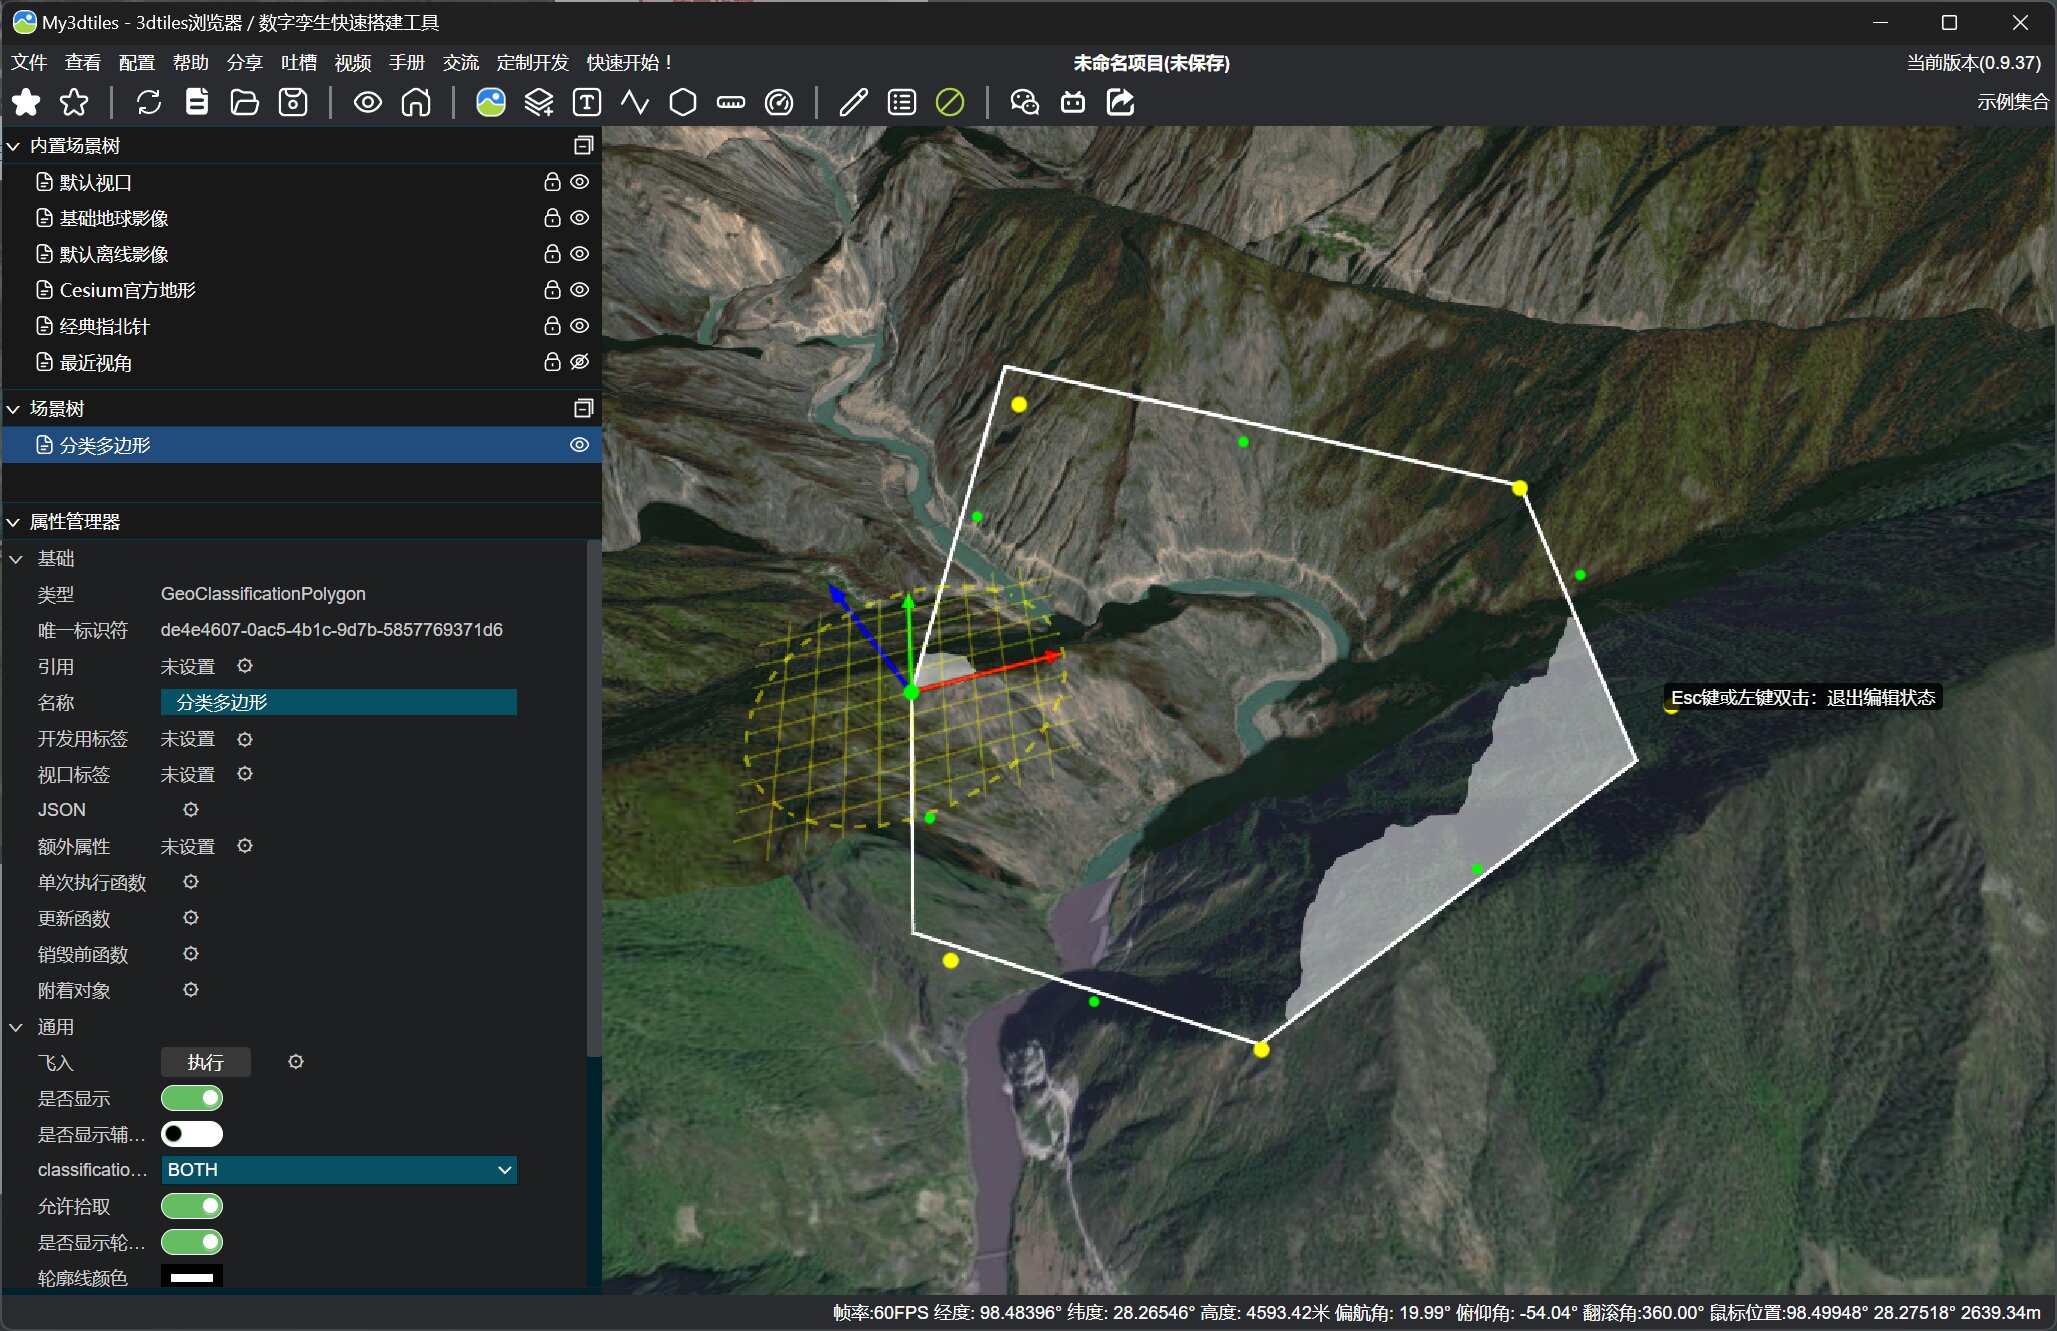 My3dtiles - 3dtiles浏览器 / 数字孪生快速搭建工具
文件 查看 配置 帮助 分享 吐槽 视频 手册 交流 定制开发 快速开始！ 未命名项目(未保存) 当前版本(0.9.37)
示例集合
内置场景树
默认视口
基础地球影像
默认离线影像
Cesium官方地形
经典指北针
最近视角
场景树
分类多边形
属性管理器
基础
类型 GeoClassificationPolygon
唯一标识符 de4e4607-0ac5-4b1c-9d7b-5857769371d6
引用 未设置
名称 分类多边形
开发用标签 未设置
视口标签 未设置
JSON
额外属性 未设置
单次执行函数
更新函数
销毁前函数
附着对象
通用
飞入 执行
是否显示
是否显示辅...
classificatio... BOTH
允许拾取
是否显示轮...
轮廓线颜色
Esc键或左键双击：退出编辑状态
帧率:60FPS 经度: 98.48396° 纬度: 28.26546° 高度: 4593.42米 偏航角: 19.99° 俯仰角: -54.04° 翻滚角:360.00° 鼠标位置:98.49948° 28.27518° 2639.34m